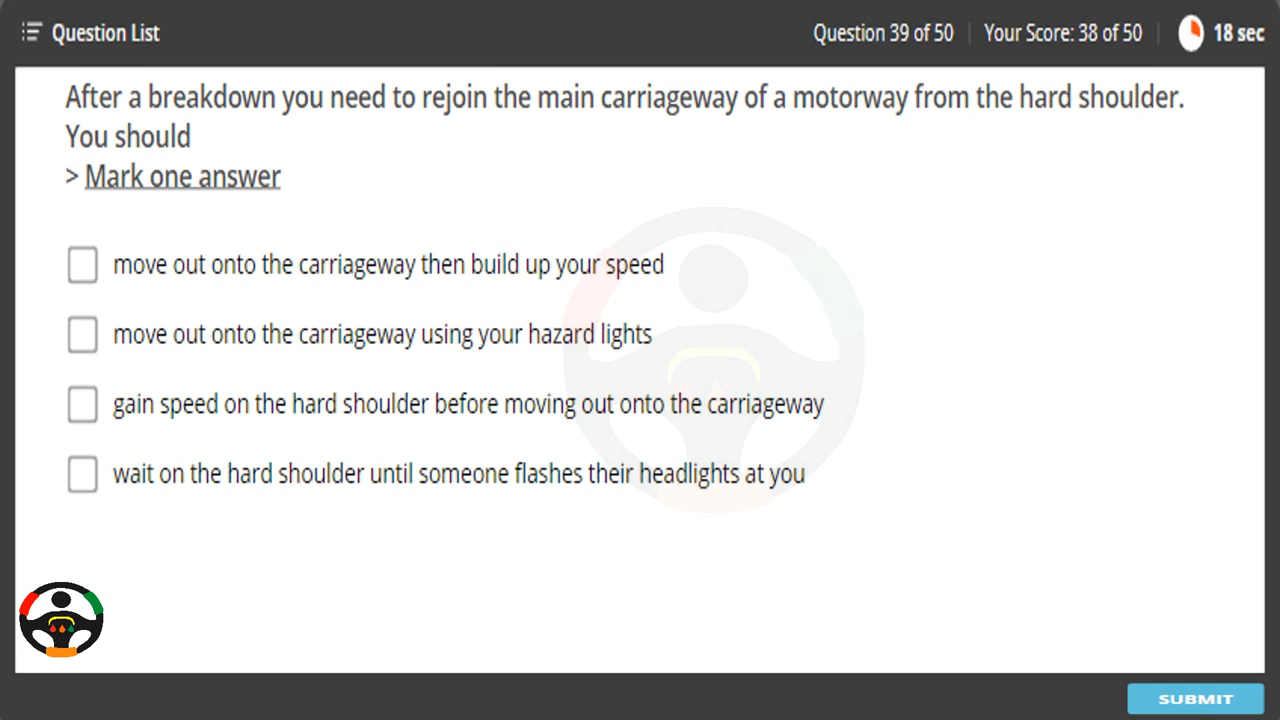 Question List
Question 39 of 50
Your Score: 38 of 50
18 sec
After a breakdown you need to rejoin the main carriageway of a motorway from the hard shoulder.
You should
> Mark one answer
move out onto the carriageway then build up your speed
move out onto the carriageway using your hazard lights
gain speed on the hard shoulder before moving out onto the carriageway
wait on the hard shoulder until someone flashes their headlights at you
SUBMIT